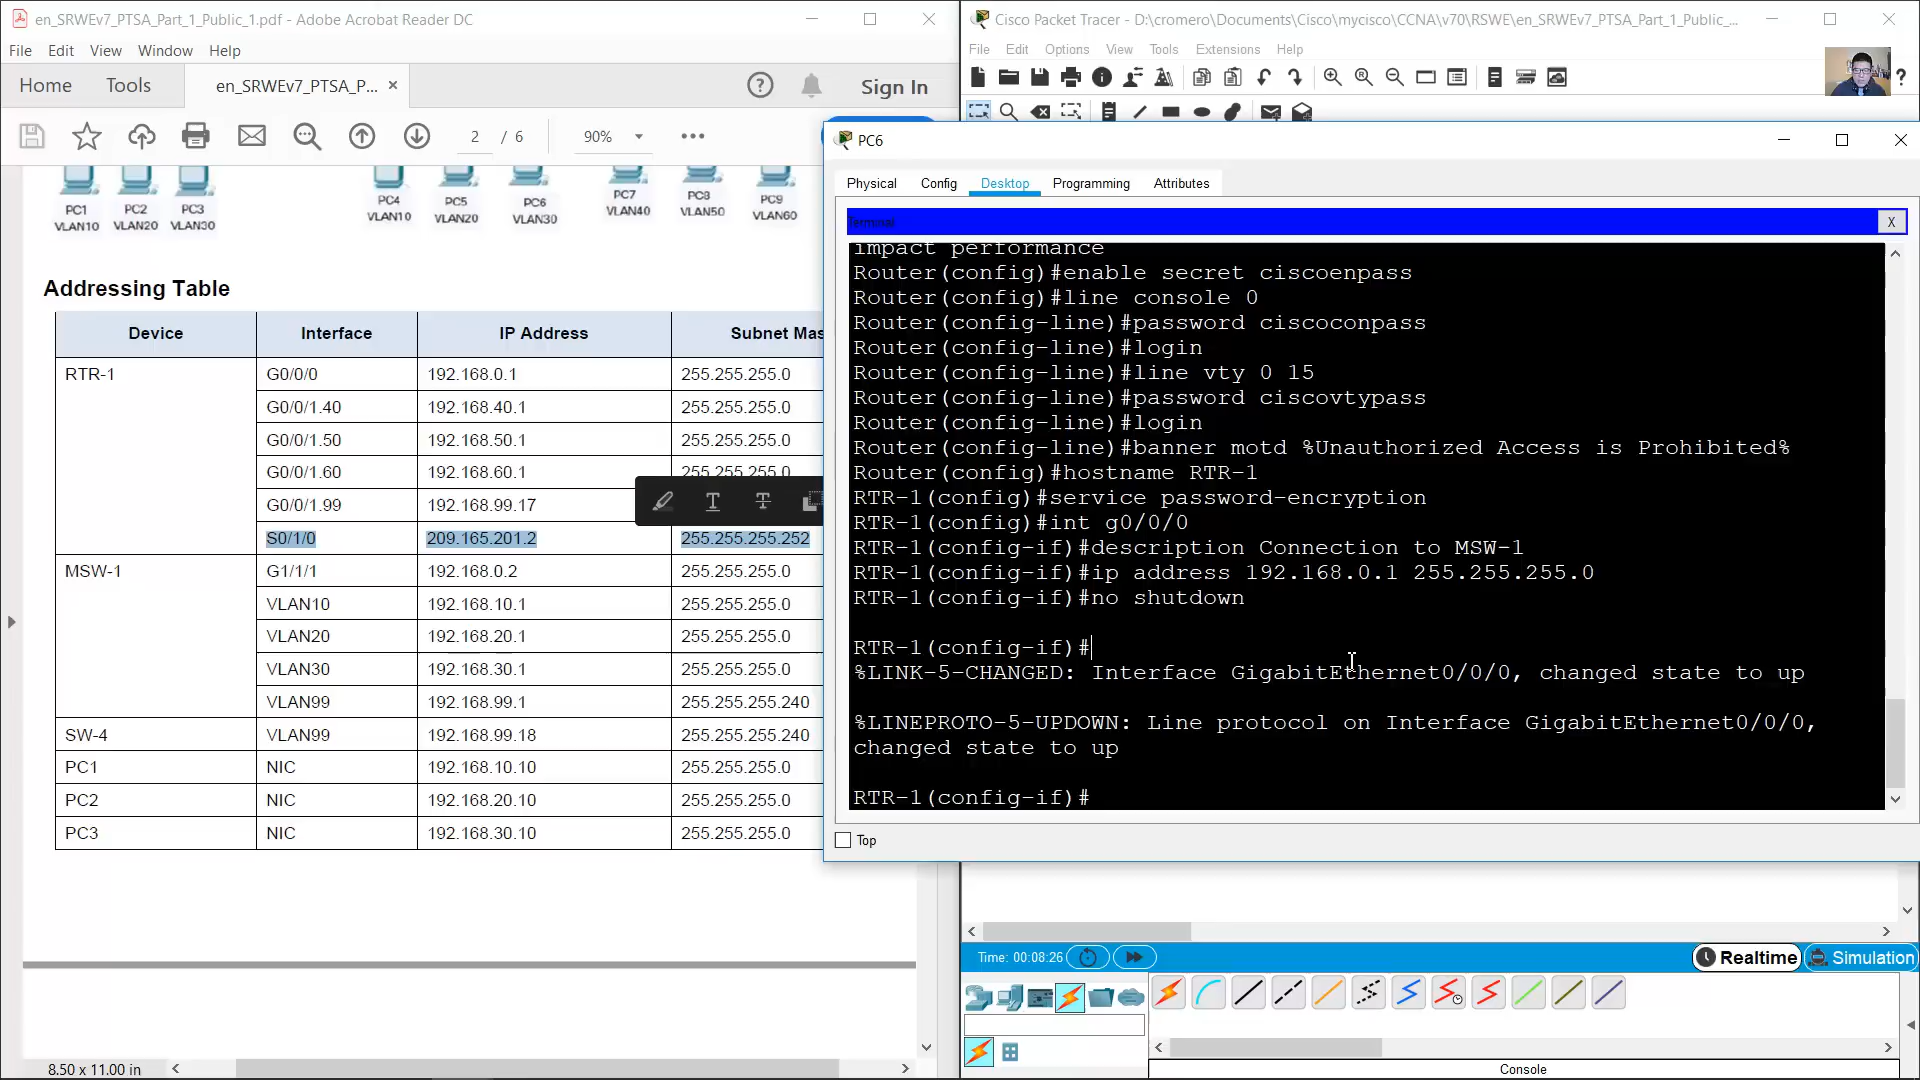 en_SRWEv7_PTSA_Part_1_Public_1.pdf - Adobe Acrobat Reader DC
File Edit View Window Help
Home Tools en_SRWEv7_PTSA_P... × Sign In
2 / 6 90%
PC1 VLAN10
PC2 VLAN20
PC3 VLAN30
PC4 VLAN10
PC5 VLAN20
PC6 VLAN30
PC7 VLAN40
PC8 VLAN50
PC9 VLAN60
Addressing Table
Device Interface IP Address Subnet Mas
RTR-1 G0/0/0 192.168.0.1 255.255.255.0
G0/0/1.40 192.168.40.1 255.255.255.0
G0/0/1.50 192.168.50.1 255.255.255.0
G0/0/1.60 192.168.60.1 255.255.255.0
G0/0/1.99 192.168.99.17
S0/1/0 209.165.201.2 255.255.255.252
MSW-1 G1/1/1 192.168.0.2 255.255.255.0
VLAN10 192.168.10.1 255.255.255.0
VLAN20 192.168.20.1 255.255.255.0
VLAN30 192.168.30.1 255.255.255.0
VLAN99 192.168.99.1 255.255.255.240
SW-4 VLAN99 192.168.99.18 255.255.255.240
PC1 NIC 192.168.10.10 255.255.255.0
PC2 NIC 192.168.20.10 255.255.255.0
PC3 NIC 192.168.30.10 255.255.255.0
8.50 x 11.00 in
Cisco Packet Tracer - D:\cromero\Documents\Cisco\mycisco\CCNA\v70\RSWE\en_SRWEv7_PTSA_Part_1_Public_...
File Edit Options View Tools Extensions Help
?
PC6
Physical Config Desktop Programming Attributes
Terminal X
impact performance
Router(config)#enable secret ciscoenpass
Router(config)#line console 0
Router(config-line)#password ciscoconpass
Router(config-line)#login
Router(config-line)#line vty 0 15
Router(config-line)#password ciscovtypass
Router(config-line)#login
Router(config-line)#banner motd %Unauthorized Access is Prohibited%
Router(config)#hostname RTR-1
RTR-1(config)#service password-encryption
RTR-1(config)#int g0/0/0
RTR-1(config-if)#description Connection to MSW-1
RTR-1(config-if)#ip address 192.168.0.1 255.255.255.0
RTR-1(config-if)#no shutdown
RTR-1(config-if)#
%LINK-5-CHANGED: Interface GigabitEthernet0/0/0, changed state to up
%LINEPROTO-5-UPDOWN: Line protocol on Interface GigabitEthernet0/0/0,
changed state to up
RTR-1(config-if)#
Top
Time: 00:08:26 Realtime Simulation
Console